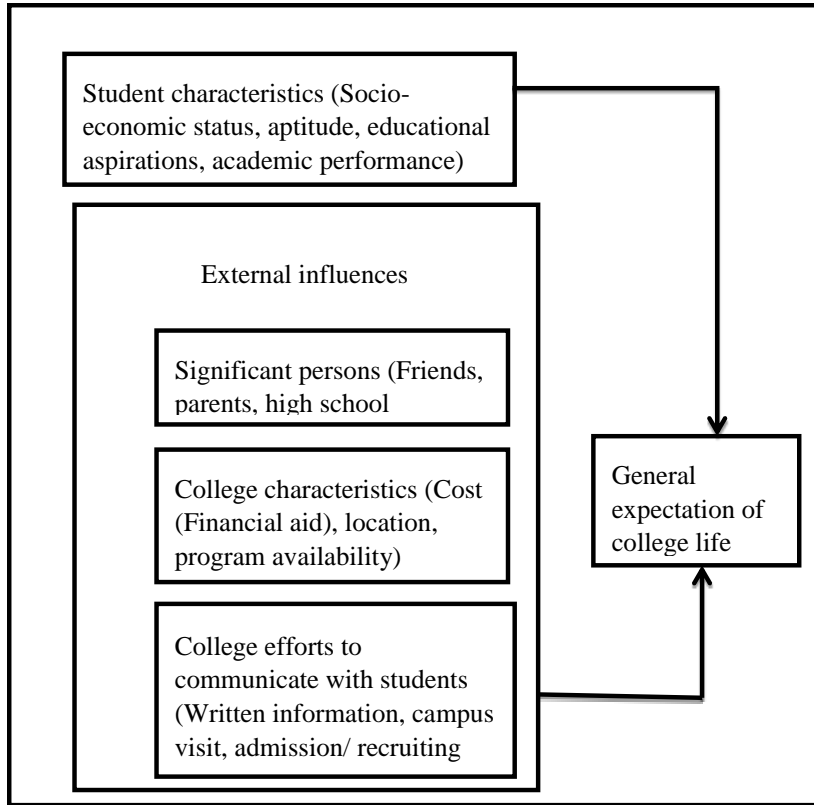 Student characteristics (Socio-
economic status, aptitude, educational
aspirations, academic performance)
External influences
Significant persons (Friends,
parents, high school
College characteristics (Cost
(Financial aid), location,
program availability)
College efforts to
communicate with students
(Written information, campus
visit, admission/ recruiting
General
expectation of
college life